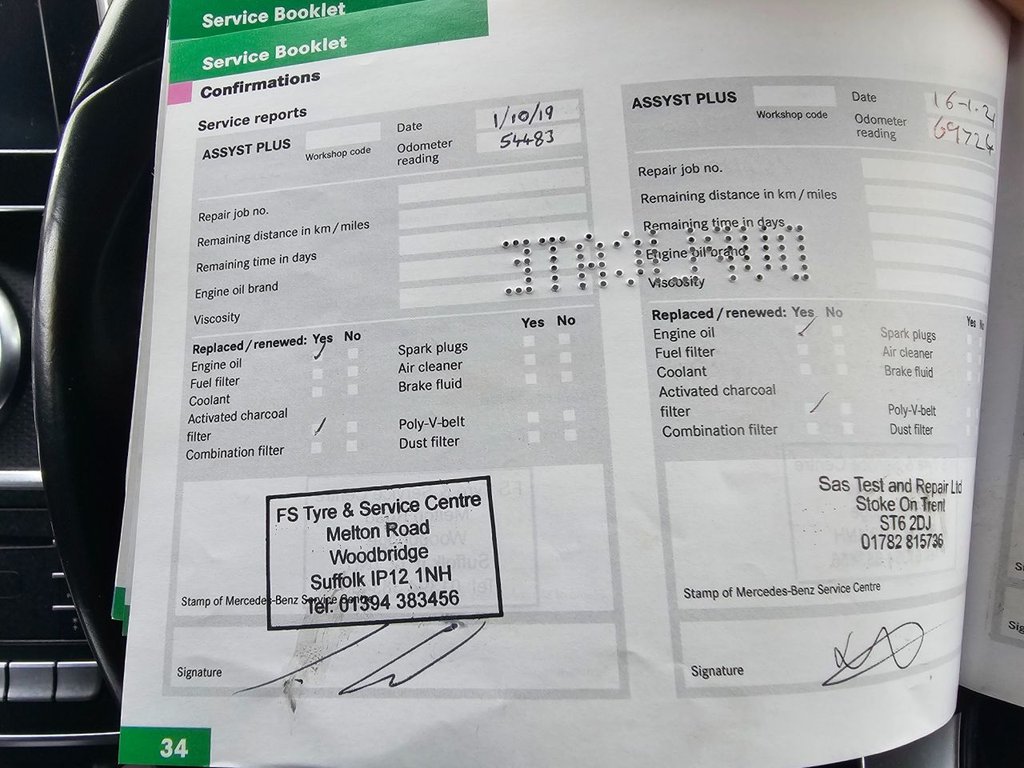 Service Booklet
Service Booklet
Confirmations
Service reports
ASSYST PLUS
Workshop code
Date
1/10/19
Odometer
reading
54483
Repair job no.
Remaining distance in km / miles
Remaining time in days
Engine oil brand
Viscosity
Replaced / renewed: Yes No
Yes No
Engine oil
Spark plugs
Fuel filter
Air cleaner
Coolant
Brake fluid
Activated charcoal
filter
Poly-V-belt
Combination filter
Dust filter
FS Tyre & Service Centre
Melton Road
Woodbridge
Suffolk IP12 1NH
Tel: 01394 383456
Stamp of Mercedes-Benz Service Centre
Signature
34
ASSYST PLUS
Workshop code
Date
16-1-2
Odometer
reading
69724
Repair job no.
Remaining distance in km / miles
Remaining time in days
Engine oil brand
Viscosity
Replaced / renewed: Yes No
Yes
Engine oil
Spark plugs
Fuel filter
Air cleaner
Coolant
Brake fluid
Activated charcoal
filter
Poly-V-belt
Combination filter
Dust filter
Sas Test and Repair Ltd
Stoke On Trent
ST6 2DJ
01782 815736
Stamp of Mercedes-Benz Service Centre
Signature